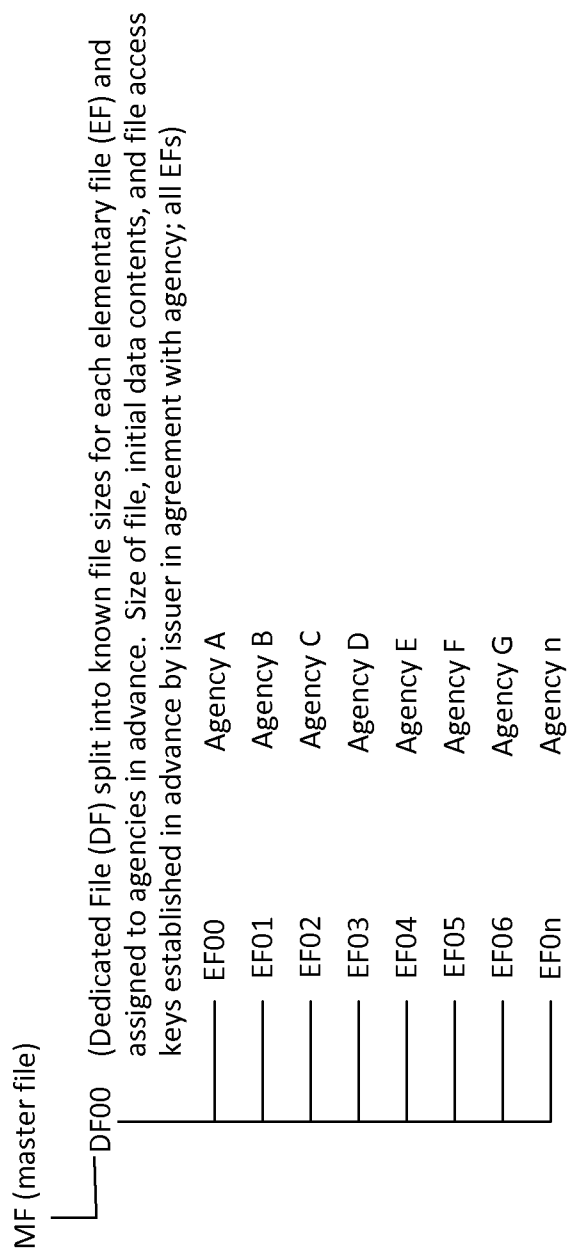 MF (master file)
DF00 (Dedicated File (DF) split into known file sizes for each elementary file (EF) and
assigned to agencies in advance. Size of file, initial data contents, and file access
keys established in advance by issuer in agreement with agency; all EFs)
EF00 Agency A
EF01 Agency B
EF02 Agency C
EF03 Agency D
EF04 Agency E
EF05 Agency F
EF06 Agency G
EF0n Agency n